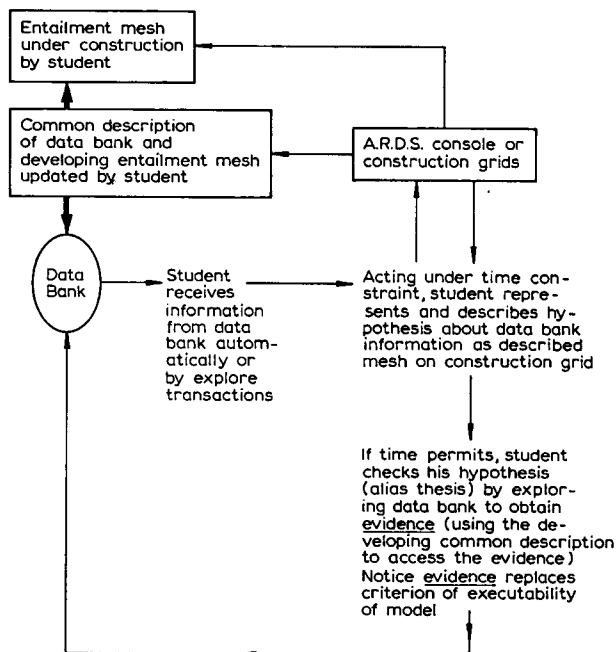 Entailment mesh
under construction
by student
Common description
of data bank and
developing entailment mesh
updated by student
A.R.D.S. console or
construction grids
Data
Bank
Student
receives
information
from data
bank autom-
atically or
by explore
transactions
Acting under time con-
straint, student repre-
sents and describes hy-
pothesis about data bank
information as described
mesh on construction grid
If time permits, student
checks his hypothesis
(alias thesis) by explor-
ing data bank to obtain
evidence (using the de-
veloping common description
to access the evidence)
Notice evidence replaces
criterion of executability
of model